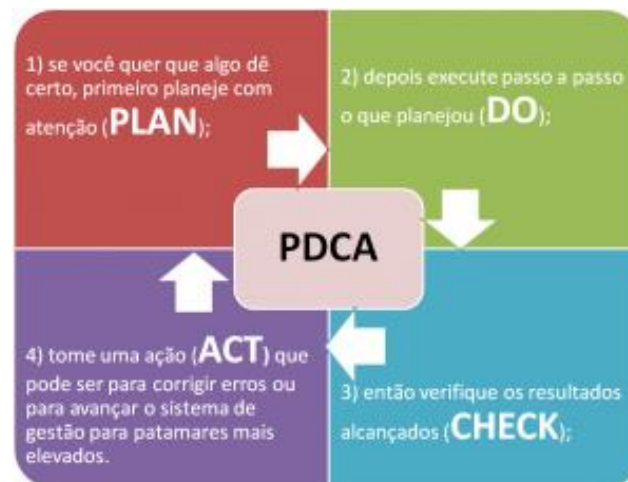 1) se você quer que algo dê
certo, primeiro planeje com
atenção (PLAN);
2) depois execute passo a passo
o que planejou (DO);
PDCA
3) então verifique os resultados
alcançados (CHECK);
4) tome uma ação (ACT) que
pode ser para corrigir erros ou
para avançar o sistema de
gestão para patamares mais
elevados.